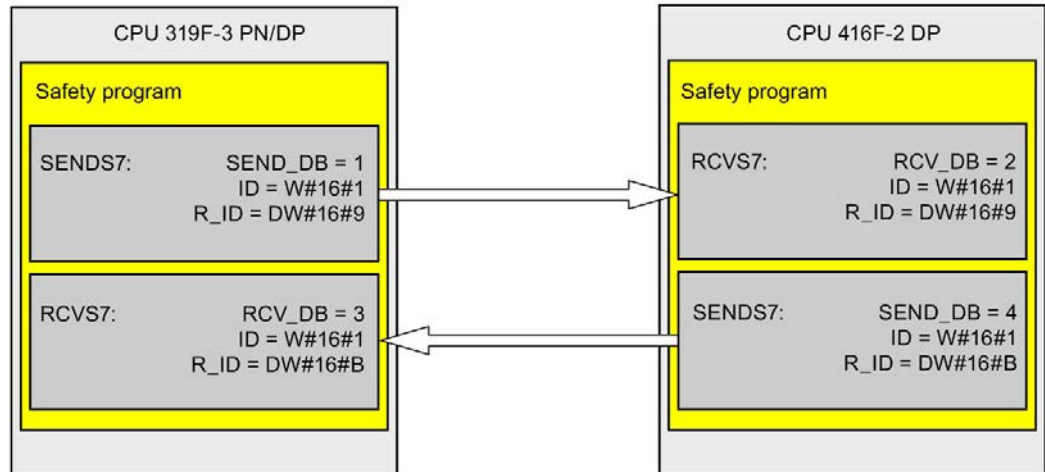 CPU 319F-3 PN/DP
Safety program
SENDS7: SEND_DB = 1
ID = W#16#1
R_ID = DW#16#9
RCVS7: RCV_DB = 3
ID = W#16#1
R_ID = DW#16#B
CPU 416F-2 DP
Safety program
RCVS7: RCV_DB = 2
ID = W#16#1
R_ID = DW#16#9
SENDS7: SEND_DB = 4
ID = W#16#1
R_ID = DW#16#B